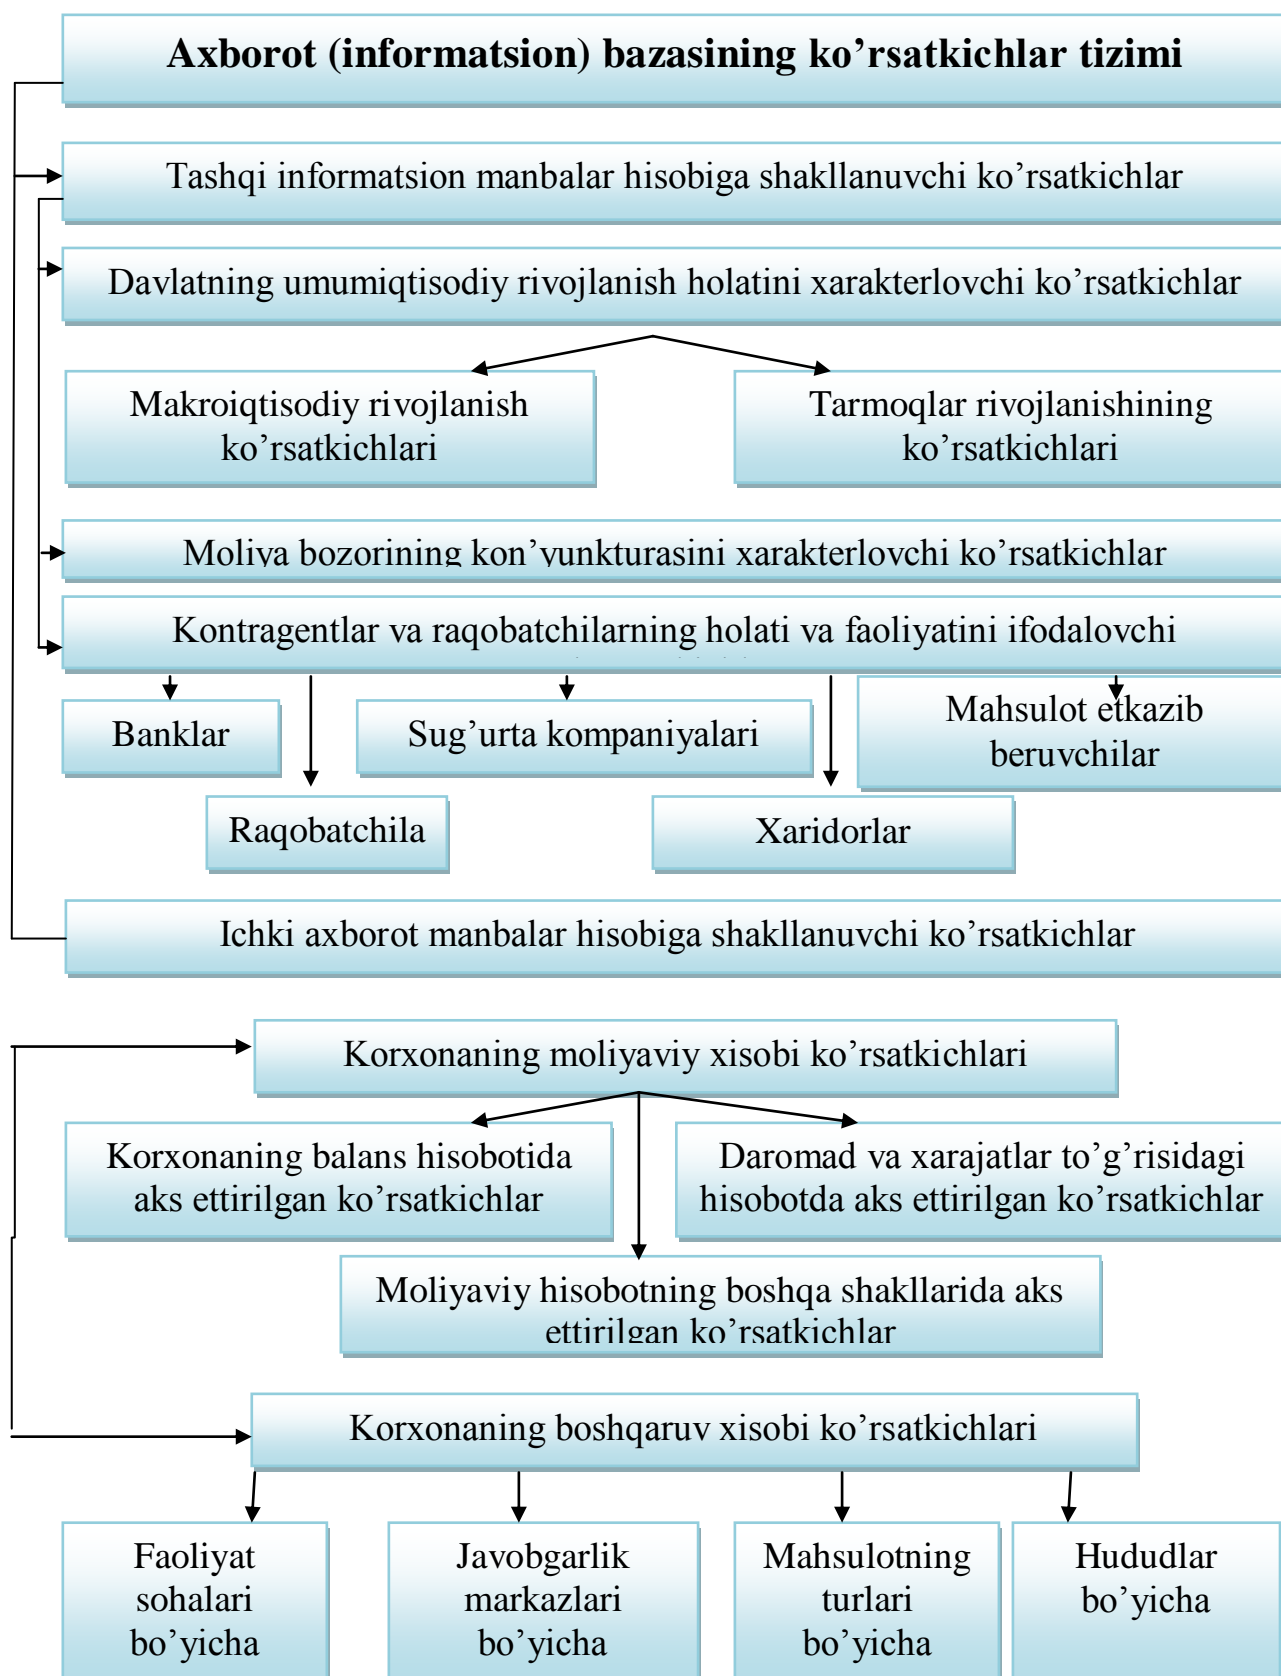 Axborot (informatsion) bazasining ko’rsatkichlar tizimi
Tashqi informatsion manbalar hisobiga shakllanuvchi ko’rsatkichlar
Davlatning umumiqtisodiy rivojlanish holatini xarakterlovchi ko’rsatkichlar
Makroiqtisodiy rivojlanish
ko’rsatkichlari
Tarmoqlar rivojlanishining
ko’rsatkichlari
Moliya bozorining kon’yunkturasini xarakterlovchi ko’rsatkichlar
Kontragentlar va raqobatchilarning holati va faoliyatini ifodalovchi
Banklar
Sug’urta kompaniyalari
Mahsulot etkazib
beruvchilar
Raqobatchila
Xaridorlar
Ichki axborot manbalar hisobiga shakllanuvchi ko’rsatkichlar
Korxonaning moliyaviy xisobi ko’rsatkichlari
Korxonaning balans hisobotida
aks ettirilgan ko’rsatkichlar
Daromad va xarajatlar to’g’risidagi
hisobotda aks ettirilgan ko’rsatkichlar
Moliyaviy hisobotning boshqa shakllarida aks
ettirilgan ko’rsatkichlar
Korxonaning boshqaruv xisobi ko’rsatkichlari
Faoliyat
sohalari
bo’yicha
Javobgarlik
markazlari
bo’yicha
Mahsulotning
turlari
bo’yicha
Hududlar
bo’yicha